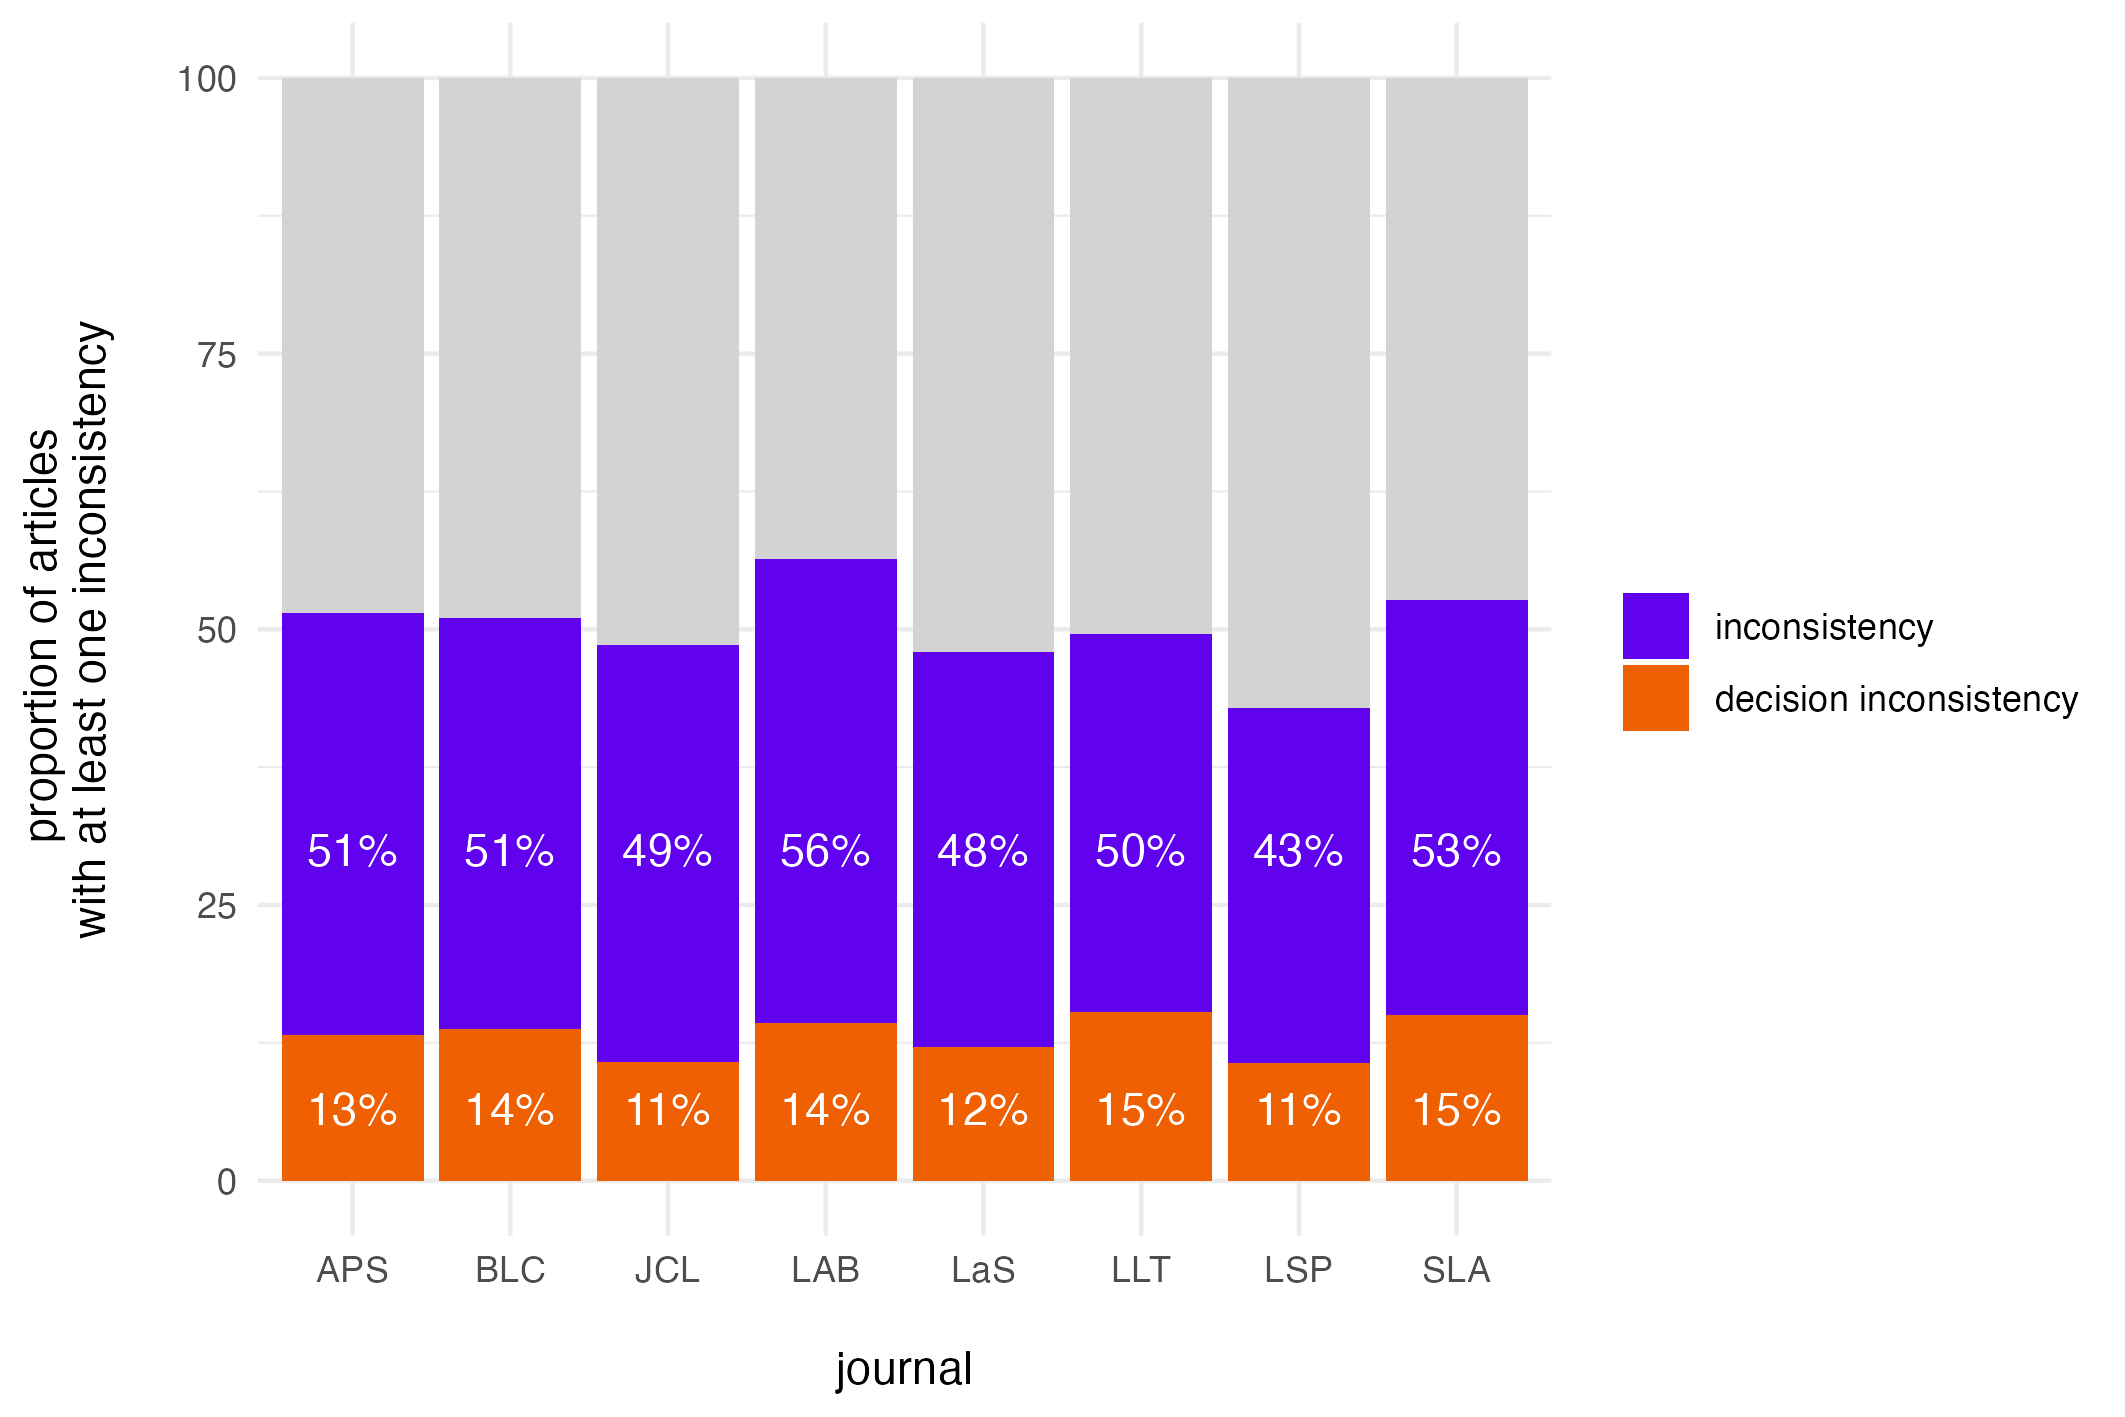 100
75
50
25
0
proportion of articles
with at least one inconsistency
51% 51% 49% 56% 48% 50% 43% 53%
13% 14% 11% 14% 12% 15% 11% 15%
APS BLC JCL LAB LaS LLT LSP SLA
journal
inconsistency
decision inconsistency